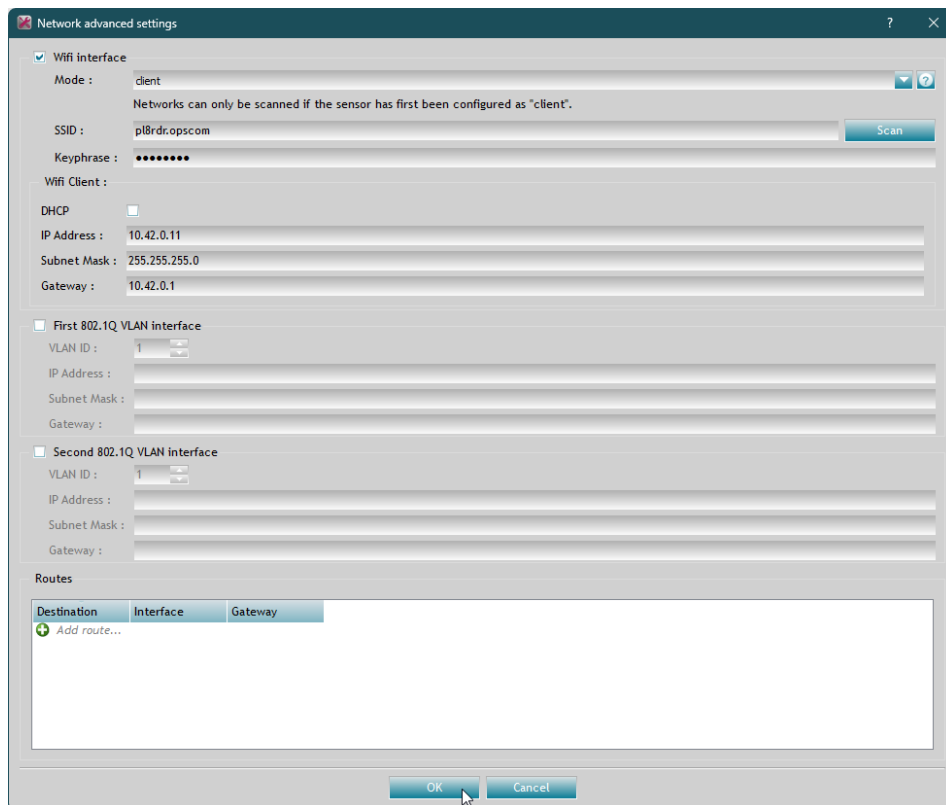 Network advanced settings ? ×
Wifi interface
Mode : client ?
Networks can only be scanned if the sensor has first been configured as "client".
SSID : pl8rdr.opscom Scan
Keyphrase : ••••••••
Wifi Client :
DHCP
IP Address : 10.42.0.11
Subnet Mask : 255.255.255.0
Gateway : 10.42.0.1
First 802.1Q VLAN interface
VLAN ID : 1
IP Address :
Subnet Mask :
Gateway :
Second 802.1Q VLAN interface
VLAN ID : 1
IP Address :
Subnet Mask :
Gateway :
Routes
Destination Interface Gateway
Add route...
OK Cancel